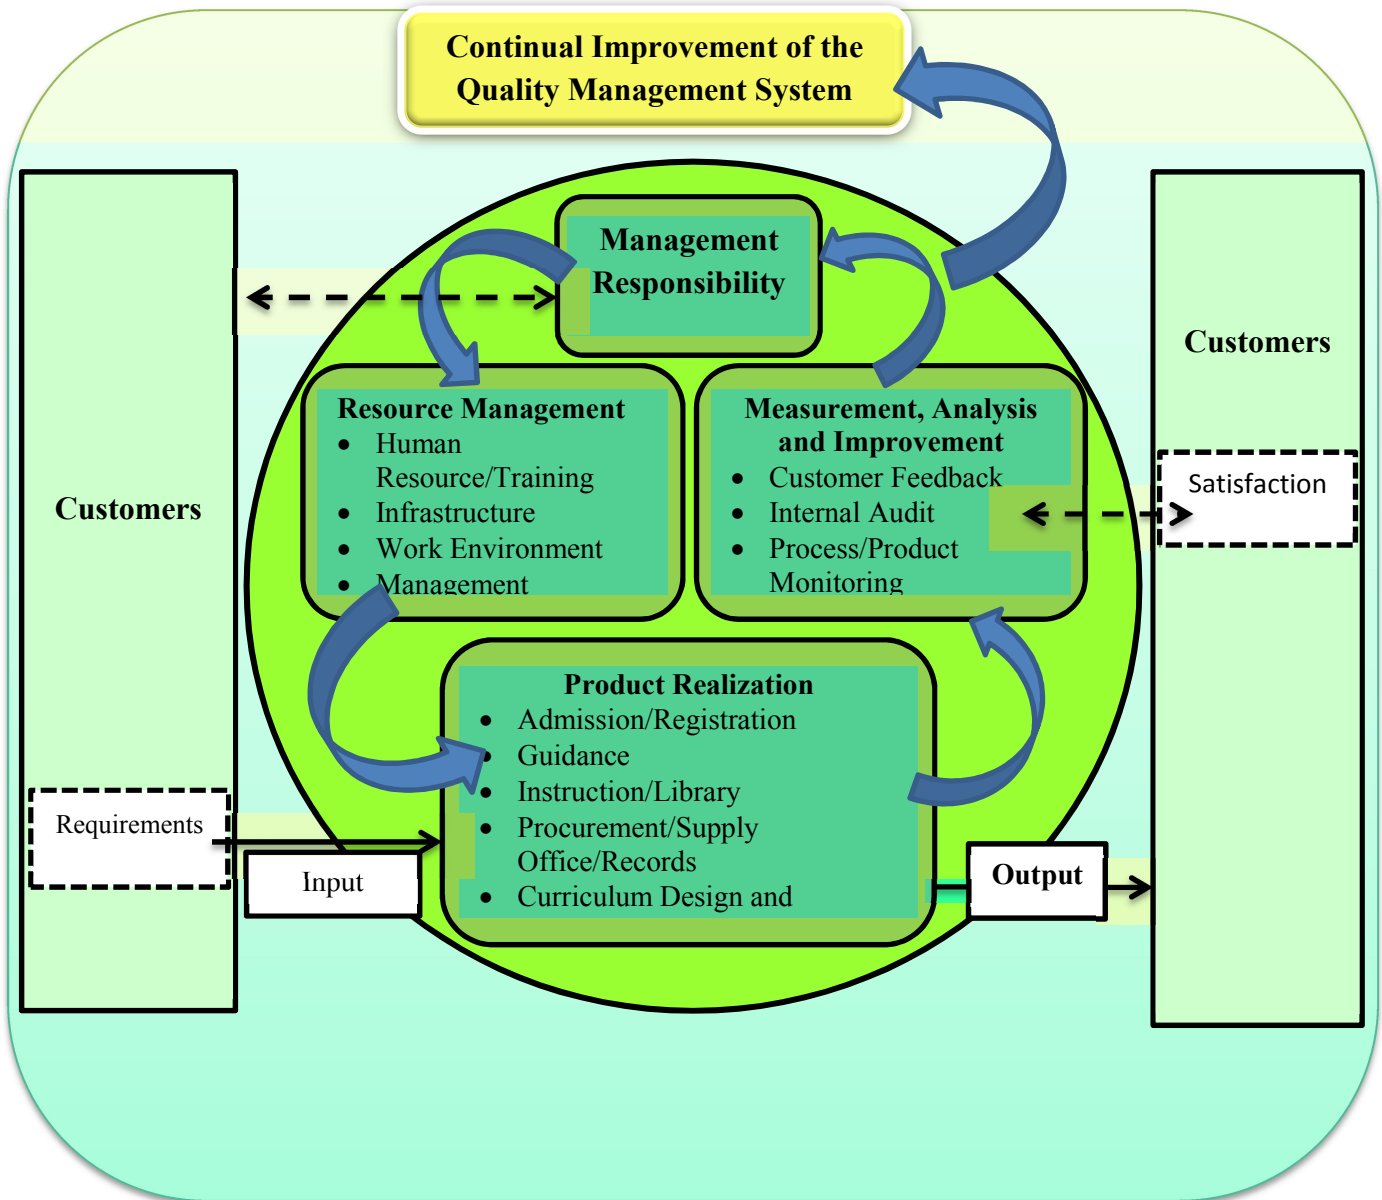 Continual Improvement of the
Quality Management System
Management
Responsibility
Customers
Requirements
Resource Management
• Human
Resource/Training
• Infrastructure
• Work Environment
• Management
Measurement, Analysis
and Improvement
• Customer Feedback
• Internal Audit
• Process/Product
Monitoring
Customers
Satisfaction
Product Realization
• Admission/Registration
• Guidance
• Instruction/Library
• Procurement/Supply
Office/Records
• Curriculum Design and
Input
Output